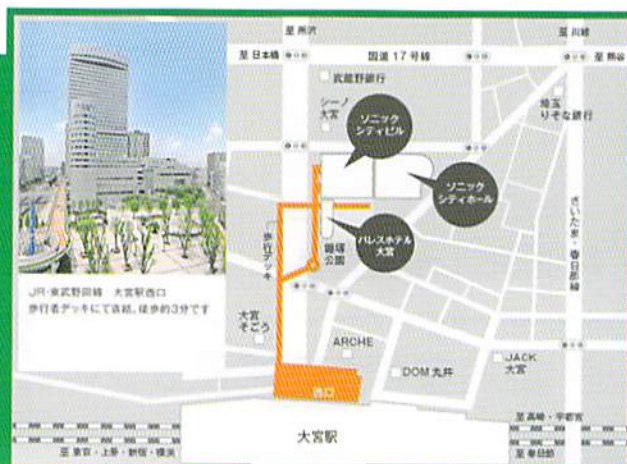 至 所沢
至 川越
至 日本橋
国道17号線
至 熊谷
武蔵野銀行
シーノ
大宮
ソニック
シティビル
埼玉
りそな銀行
ソニック
シティホール
さいたま・春日部線
歩行デッキ
鐘塚
公園
パレスホテル
大宮
JR・東武野田線 大宮駅西口
歩行者デッキにて直結。徒歩約3分です
大宮
そごう
ARCHE
DOM 丸井
JACK
大宮
西口
大宮駅
至 高崎・宇都宮
至 東京・上野・新宿・横浜
至 春日部